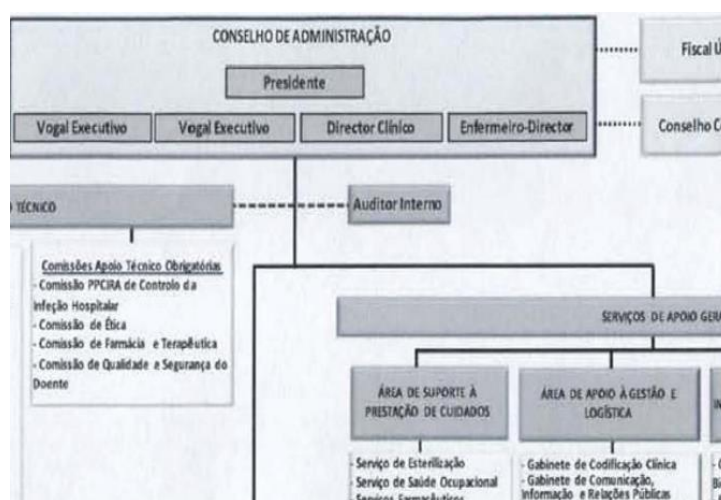 CONSELHO DE ADMINISTRAÇÃO
Presidente
Vogal Executivo
Vogal Executivo
Director Clínico
Enfermeiro-Director
Fiscal
Conselho
TÉCNICO
Auditor Interno
Comissões Apoio Técnico Obrigatórias
- Comissão PPCIRA de Controlo da
Infeção Hospitalar
- Comissão de Ética
- Comissão de Farmácia e Terapêutica
- Comissão de Qualidade e Segurança do
Doente
SERVIÇOS DE APOIO
ÁREA DE SUPORTE À
PRESTAÇÃO DE CUIDADOS
- Serviço de Esterilização
- Serviço de Saúde Ocupacional
Serviços Farmacêuticos
ÁREA DE APOIO À GESTÃO E
LOGÍSTICA
- Gabinete de Codificação Clínica
- Gabinete de Comunicação,
Informação e Relações Públicas